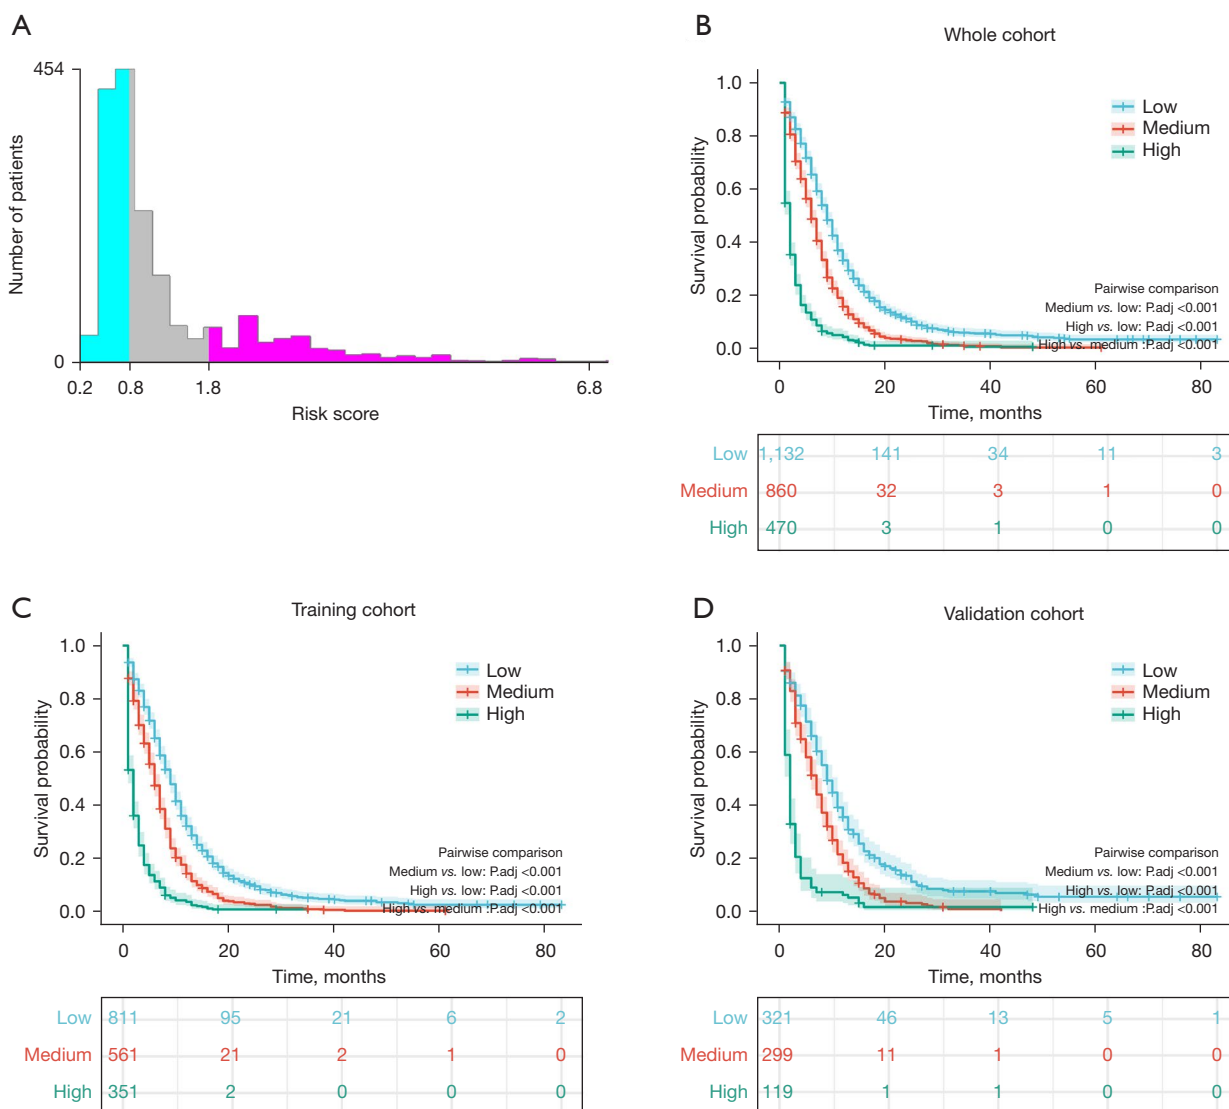 A
454
Number of patients
0
0.2 0.8 1.8 6.8
Risk score
B
Whole cohort
1.0
0.8
0.6
0.4
0.2
0.0
Survival probability
Low
Medium
High
Pairwise comparison
Medium vs. low: P.adj <0.001
High vs. low: P.adj <0.001
High vs. medium :P.adj <0.001
0 20 40 60 80
Time, months
Low 1,132 141 34 11 3
Medium 860 32 3 1 0
High 470 3 1 0 0
C
Training cohort
1.0
0.8
0.6
0.4
0.2
0.0
Survival probability
Low
Medium
High
Pairwise comparison
Medium vs. low: P.adj <0.001
High vs. low: P.adj <0.001
High vs. medium :P.adj <0.001
0 20 40 60 80
Time, months
Low 811 95 21 6 2
Medium 561 21 2 1 0
High 351 2 0 0 0
D
Validation cohort
1.0
0.8
0.6
0.4
0.2
0.0
Survival probability
Low
Medium
High
Pairwise comparison
Medium vs. low: P.adj <0.001
High vs. low: P.adj <0.001
High vs. medium :P.adj <0.001
0 20 40 60 80
Time, months
Low 321 46 13 5 1
Medium 299 11 1 0 0
High 119 1 1 0 0